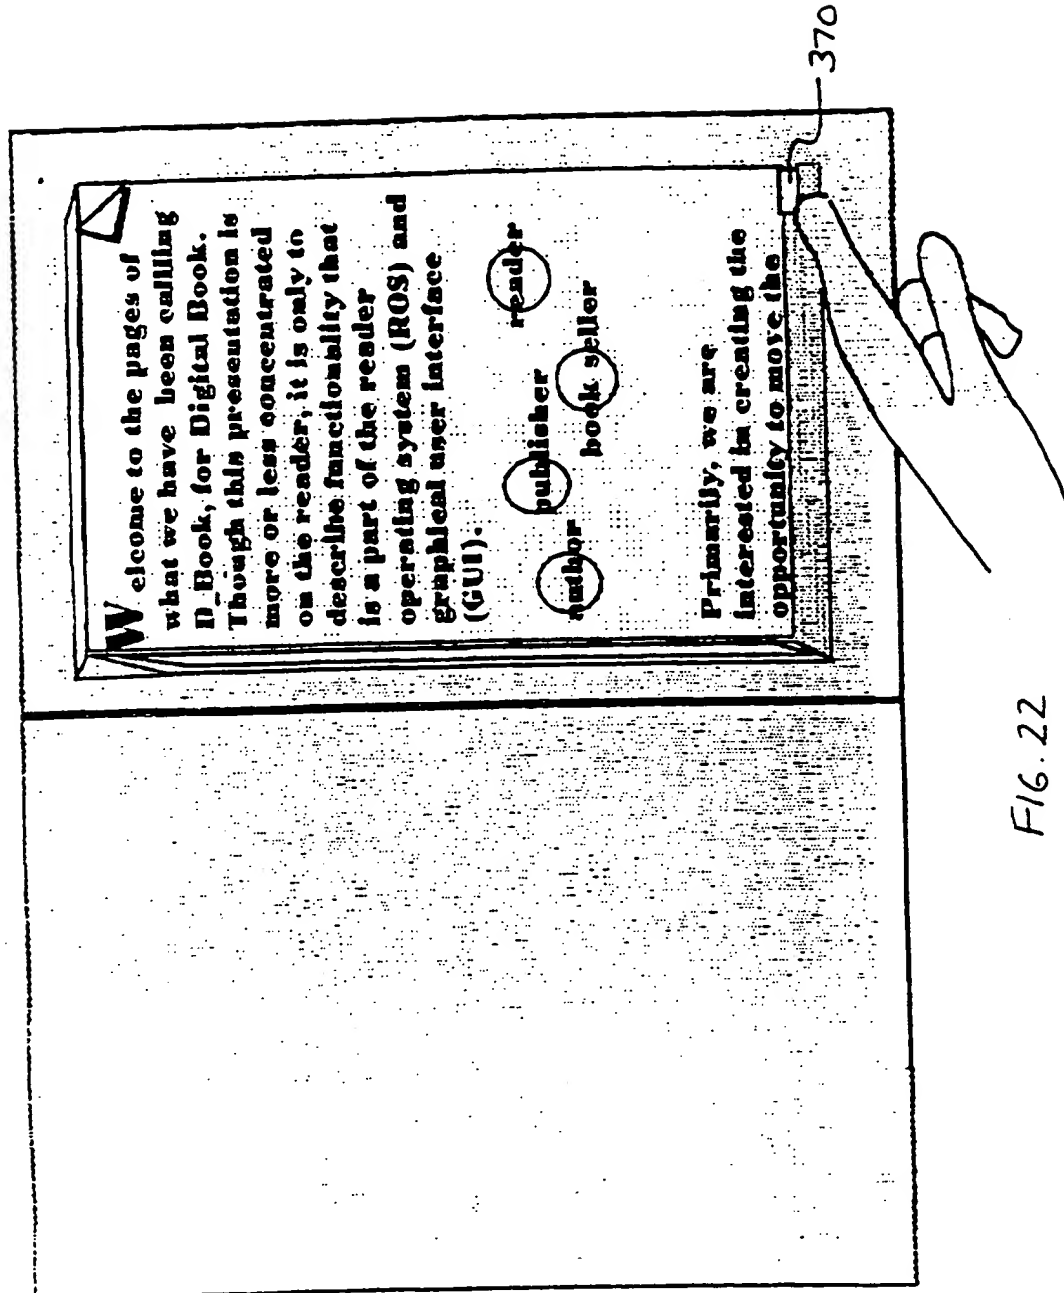 Welcome to the pages of
what we have been callling
D_Book, for Digital Book.
Though this presentation is
more or less concentrated
on the reader, it is only to
describe functionality that
is a part of the reader
operating system (ROS) and
graphical user interface
(GUI).
author
publisher
book seller
reader
Primarily, we are
interested in creating the
opportunity to move the
370
FIG. 22